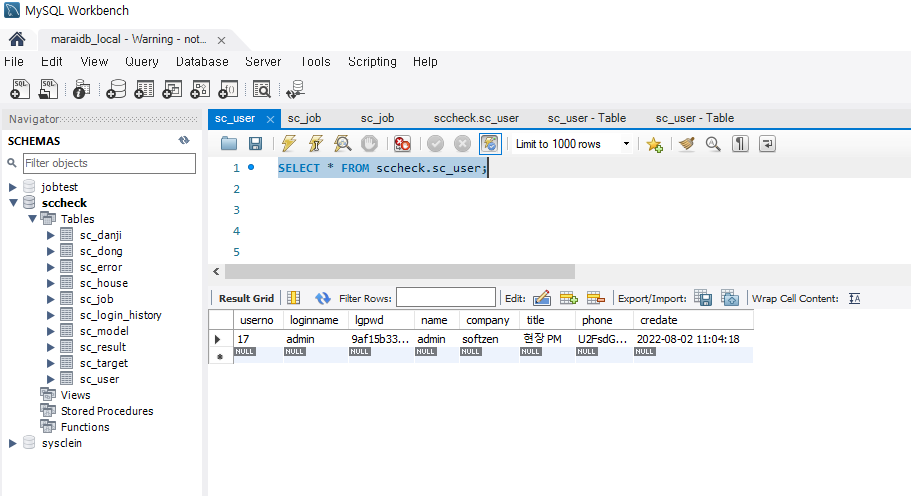 MySQL Workbench
maraidb_local - Warning - not...
File Edit View Query Database Server Tools Scripting Help
Navigator
SCHEMAS
Filter objects
jobtest
sccheck
Tables
sc_danji
sc_dong
sc_error
sc_house
sc_job
sc_login_history
sc_model
sc_result
sc_target
sc_user
Views
Stored Procedures
Functions
sysclein
sc_user sc_job sc_job sccheck.sc_user sc_user - Table sc_user - Table
Limit to 1000 rows
1 SELECT * FROM sccheck.sc_user;
2
3
4
5
Result Grid Filter Rows: Edit: Export/Import: Wrap Cell Content:
userno loginname lgpwd name company title phone credate
17 admin 9af15b33... admin softzen 현장 PM U2FsdG... 2022-08-02 11:04:18
NULL NULL NULL NULL NULL NULL NULL NULL